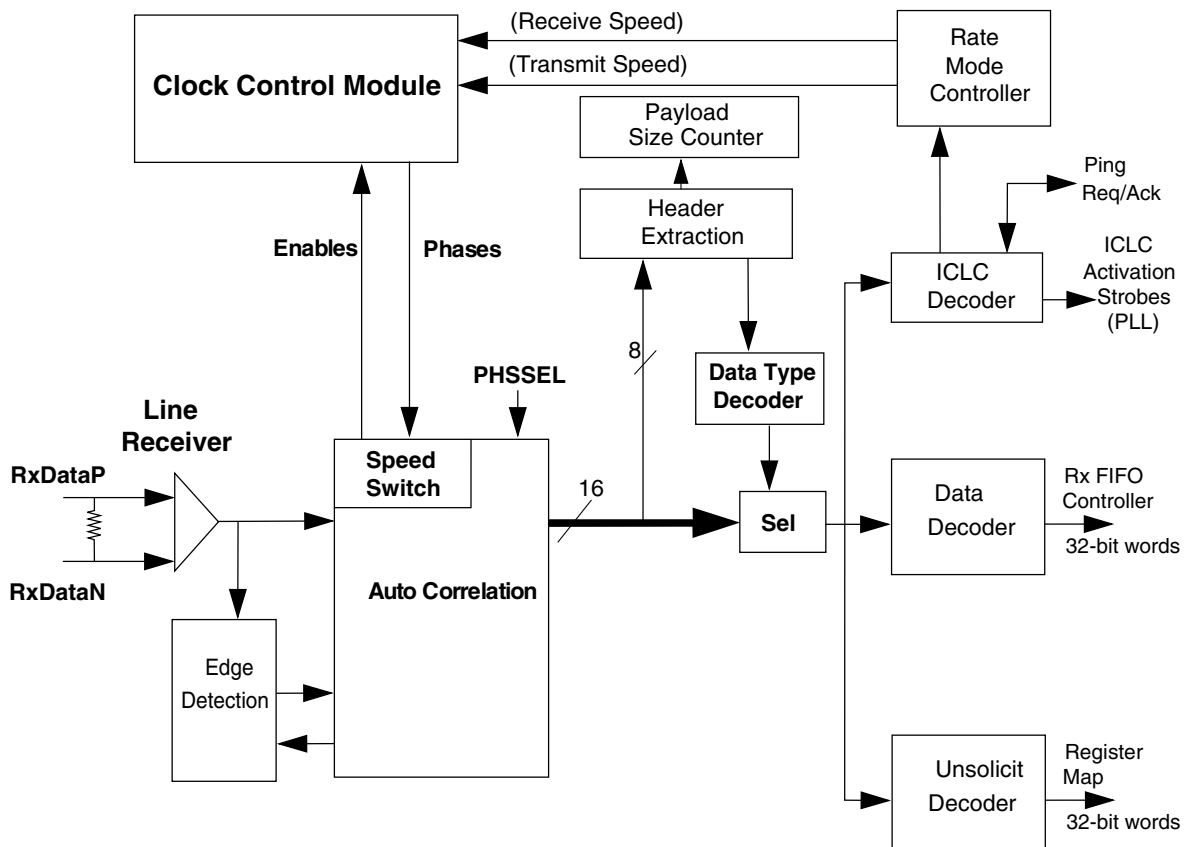 (Receive Speed)
(Transmit Speed)
Clock Control Module
Rate
Mode
Controller
Payload
Size Counter
Header
Extraction
Ping
Req/Ack
ICLC
Activation
Strobes
(PLL)
ICLC
Decoder
Enables
Phases
8
Data Type
Decoder
PHSSEL
Line
Receiver
RxDataP
RxDataN
Speed
Switch
16
Sel
Auto Correlation
Data
Decoder
Rx FIFO
Controller
32-bit words
Edge
Detection
Unsolicit
Decoder
Register
Map
32-bit words